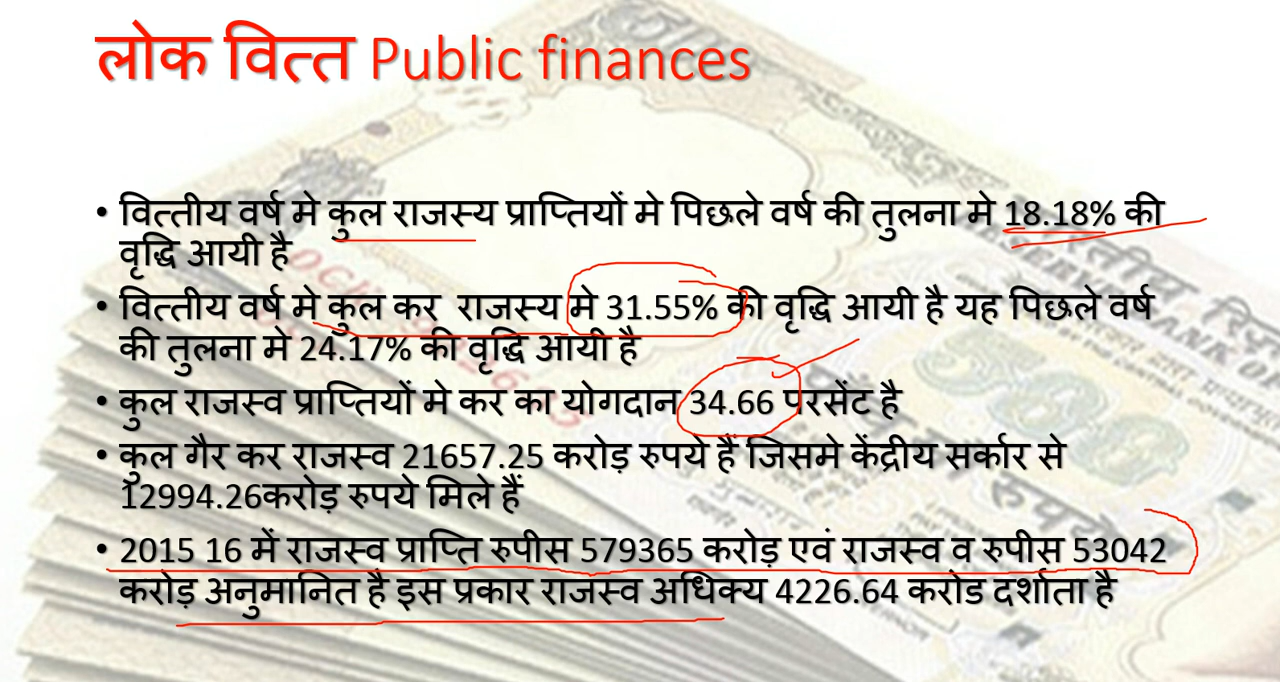 लोक वित्त Public finances
• वित्तीय वर्ष मे कुल राजस्य प्राप्तियों मे पिछले वर्ष की तुलना मे 18.18% की
वृद्धि आयी है
• वित्तीय वर्ष मे कुल कर राजस्य मे 31.55% की वृद्धि आयी है यह पिछले वर्ष
की तुलना मे 24.17% की वृद्धि आयी है
• कुल राजस्व प्राप्तियों मे कर का योगदान 34.66 परसेंट है
• कुल गैर कर राजस्व 21657.25 करोड़ रुपये हैं जिसमे केंद्रीय सर्कार से
12994.26करोड़ रुपये मिले हैं
• 2015 16 में राजस्व प्राप्ति रुपीस 579365 करोड़ एवं राजस्व व रुपीस 53042
करोड़ अनुमानित है इस प्रकार राजस्व अधिक्य 4226.64 करोड दर्शाता है